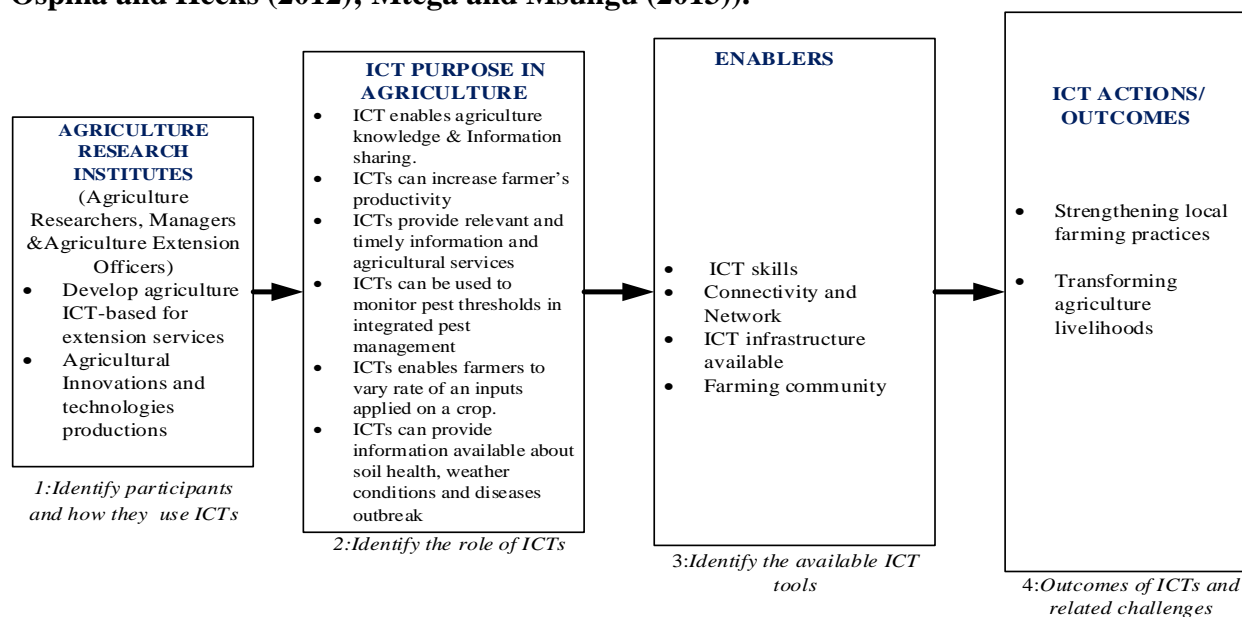 Ospina and Heeks (2012); Mtega and Msungu (2013)).
AGRICULTURE
RESEARCH
INSTITUTES
(Agriculture
Researchers, Managers
&Agriculture Extension
Officers)
• Develop agriculture
ICT-based for
extension services
• Agricultural
Innovations and
technologies
productions
1:Identify participants
and how they use ICTs
ICT PURPOSE IN
AGRICULTURE
• ICT enables agriculture
knowledge & Information
sharing.
• ICTs can increase farmer's
productivity
• ICTs provide relevant and
timely information and
agricultural services
• ICTs can be used to
monitor pest thresholds in
integrated pest
management
• ICTs enables farmers to
vary rate of an inputs
applied on a crop.
• ICTs can provide
information available about
soil health, weather
conditions and diseases
outbreak
2:Identify the role of ICTs
ENABLERS
• ICT skills
• Connectivity and
Network
• ICT infrastructure
available
• Farming community
3:Identify the available ICT
tools
ICT ACTIONS/
OUTCOMES
• Strengthening local
farming practices
• Transforming
agriculture
livelihoods
4:Outcomes of ICTs and
related challenges